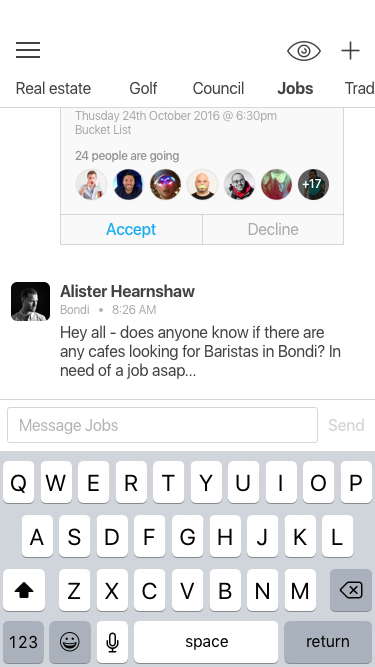 Real estate Golf Council Jobs Trad
Thusday 24th October 2016 @ 6:30pm
Bucket List
24 people are going
+17
Accept Decline
Alister Hearnshaw
Bondi • 8:26 AM
Hey all - does anyone know if there are
any cafes looking for Baristas in Bondi? In
need of a job asap...
Message Jobs Send
Q W E R T Y U I O P
A S D F G H J K L
Z X C V B N M
123 space return